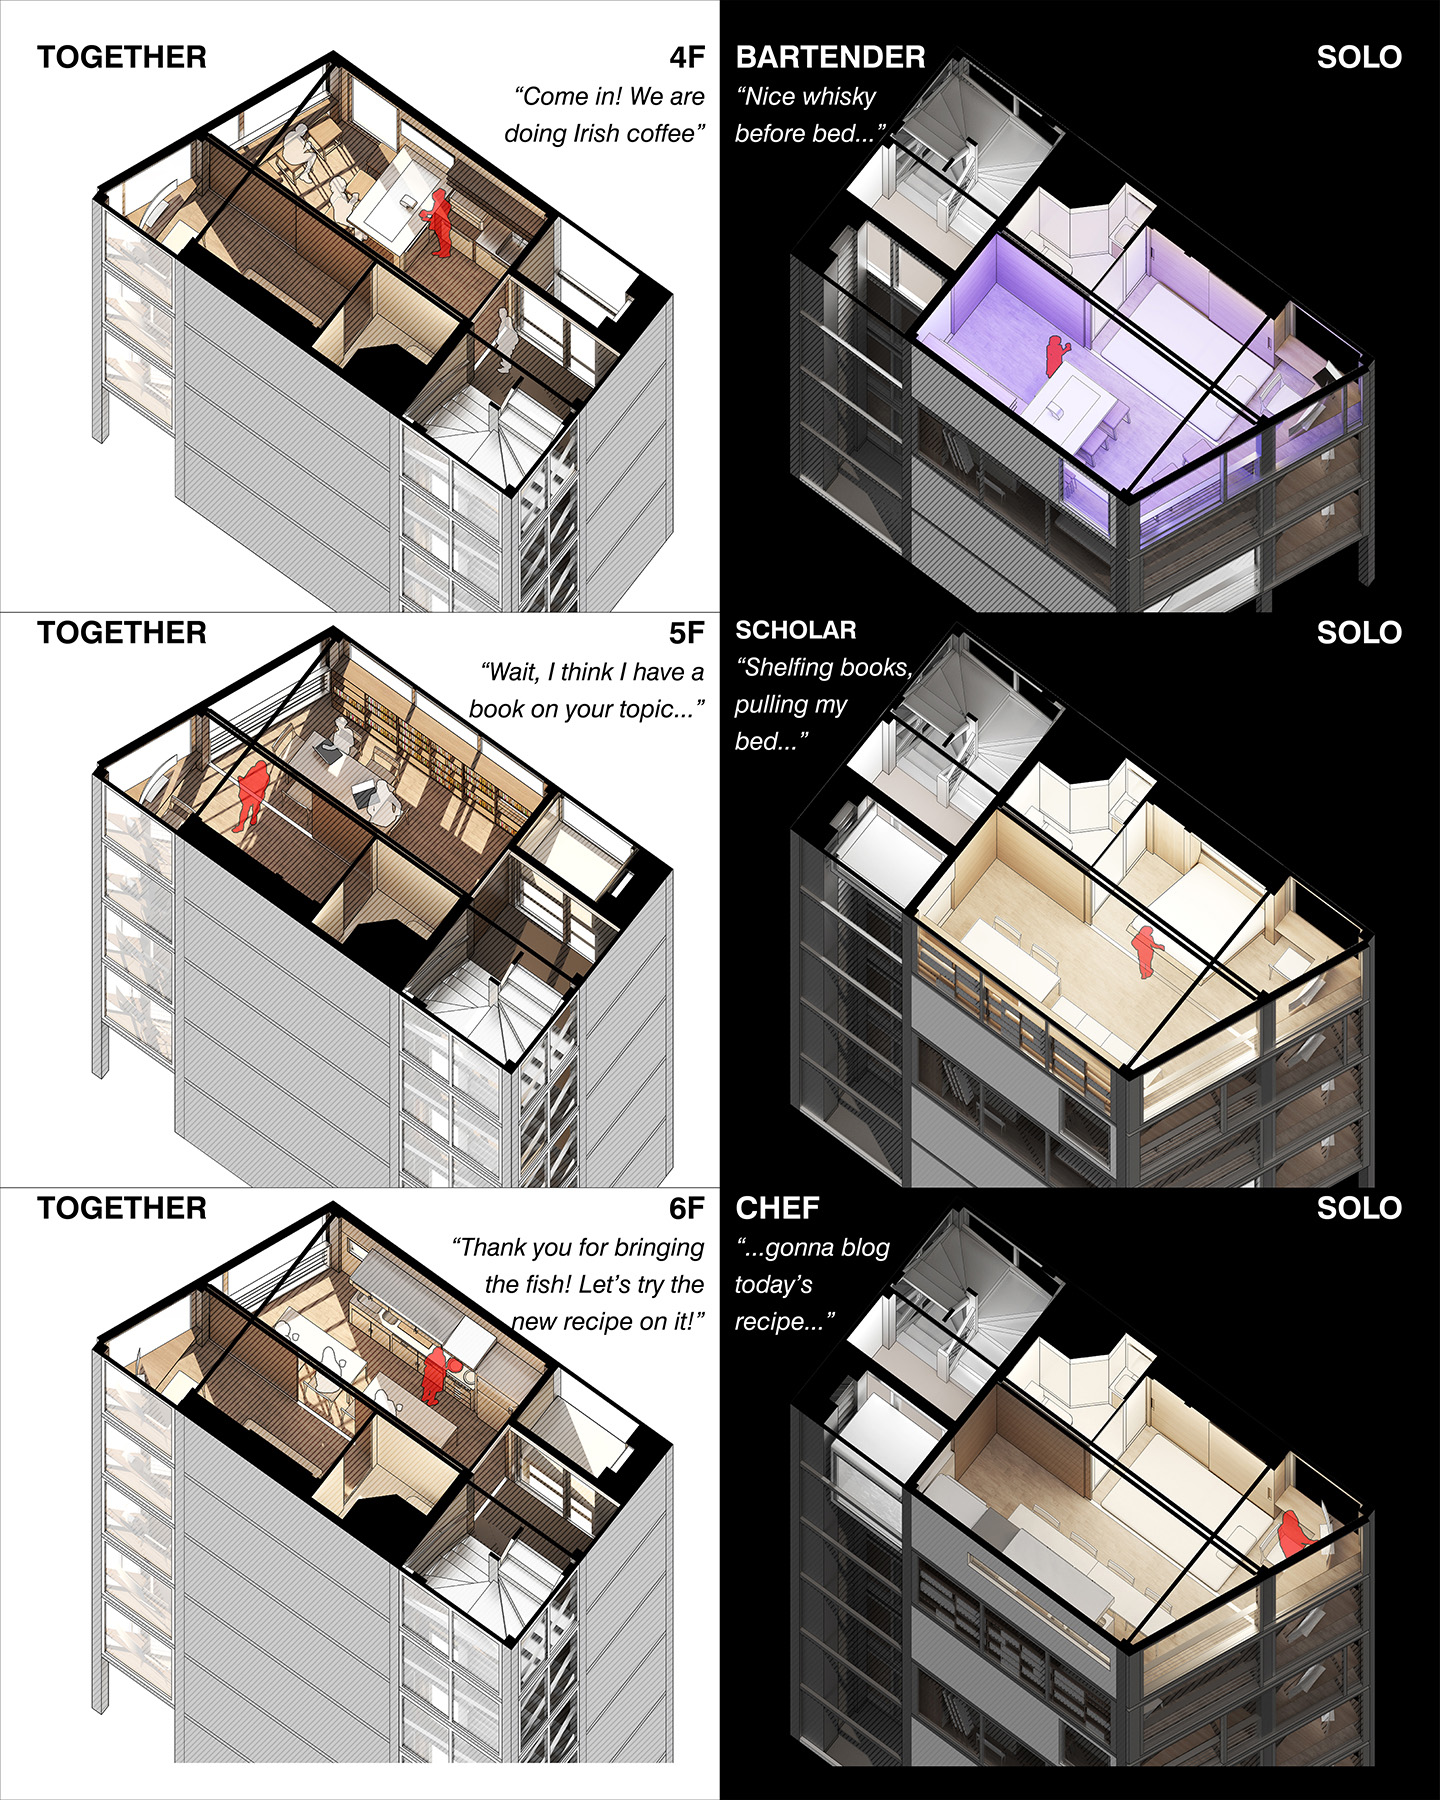 TOGETHER
4F
“Come in! We are
doing Irish coffee”
BARTENDER
SOLO
“Nice whisky
before bed...”
TOGETHER
5F
“Wait, I think I have a
book on your topic...”
SCHOLAR
SOLO
“Shelfing books,
pulling my
bed...”
TOGETHER
6F
“Thank you for bringing
the fish! Let’s try the
new recipe on it!”
CHEF
SOLO
“...gonna blog
today’s
recipe...”